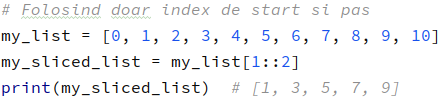 # Folosind doar index de start si pas
my_list = [0, 1, 2, 3, 4, 5, 6, 7, 8, 9, 10]
my_sliced_list = my_list[1::2]
print(my_sliced_list)  # [1, 3, 5, 7, 9]